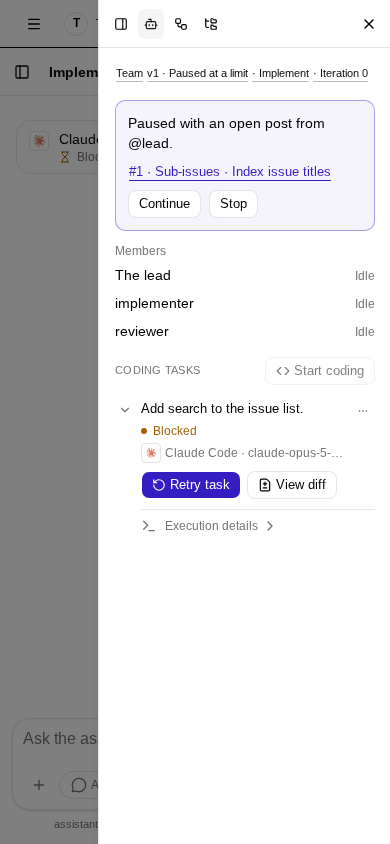 T
Team v1 · Paused at a limit · Implement · Iteration 0
Implem
Paused with an open post from
@lead.
#1 · Sub-issues · Index issue titles
Continue Stop
Claude
Bloc
Members
The lead Idle
implementer Idle
reviewer Idle
CODING TASKS Start coding
Add search to the issue list. ...
Blocked
Claude Code · claude-opus-5-...
Retry task View diff
Execution details
Ask the as
A
assistant